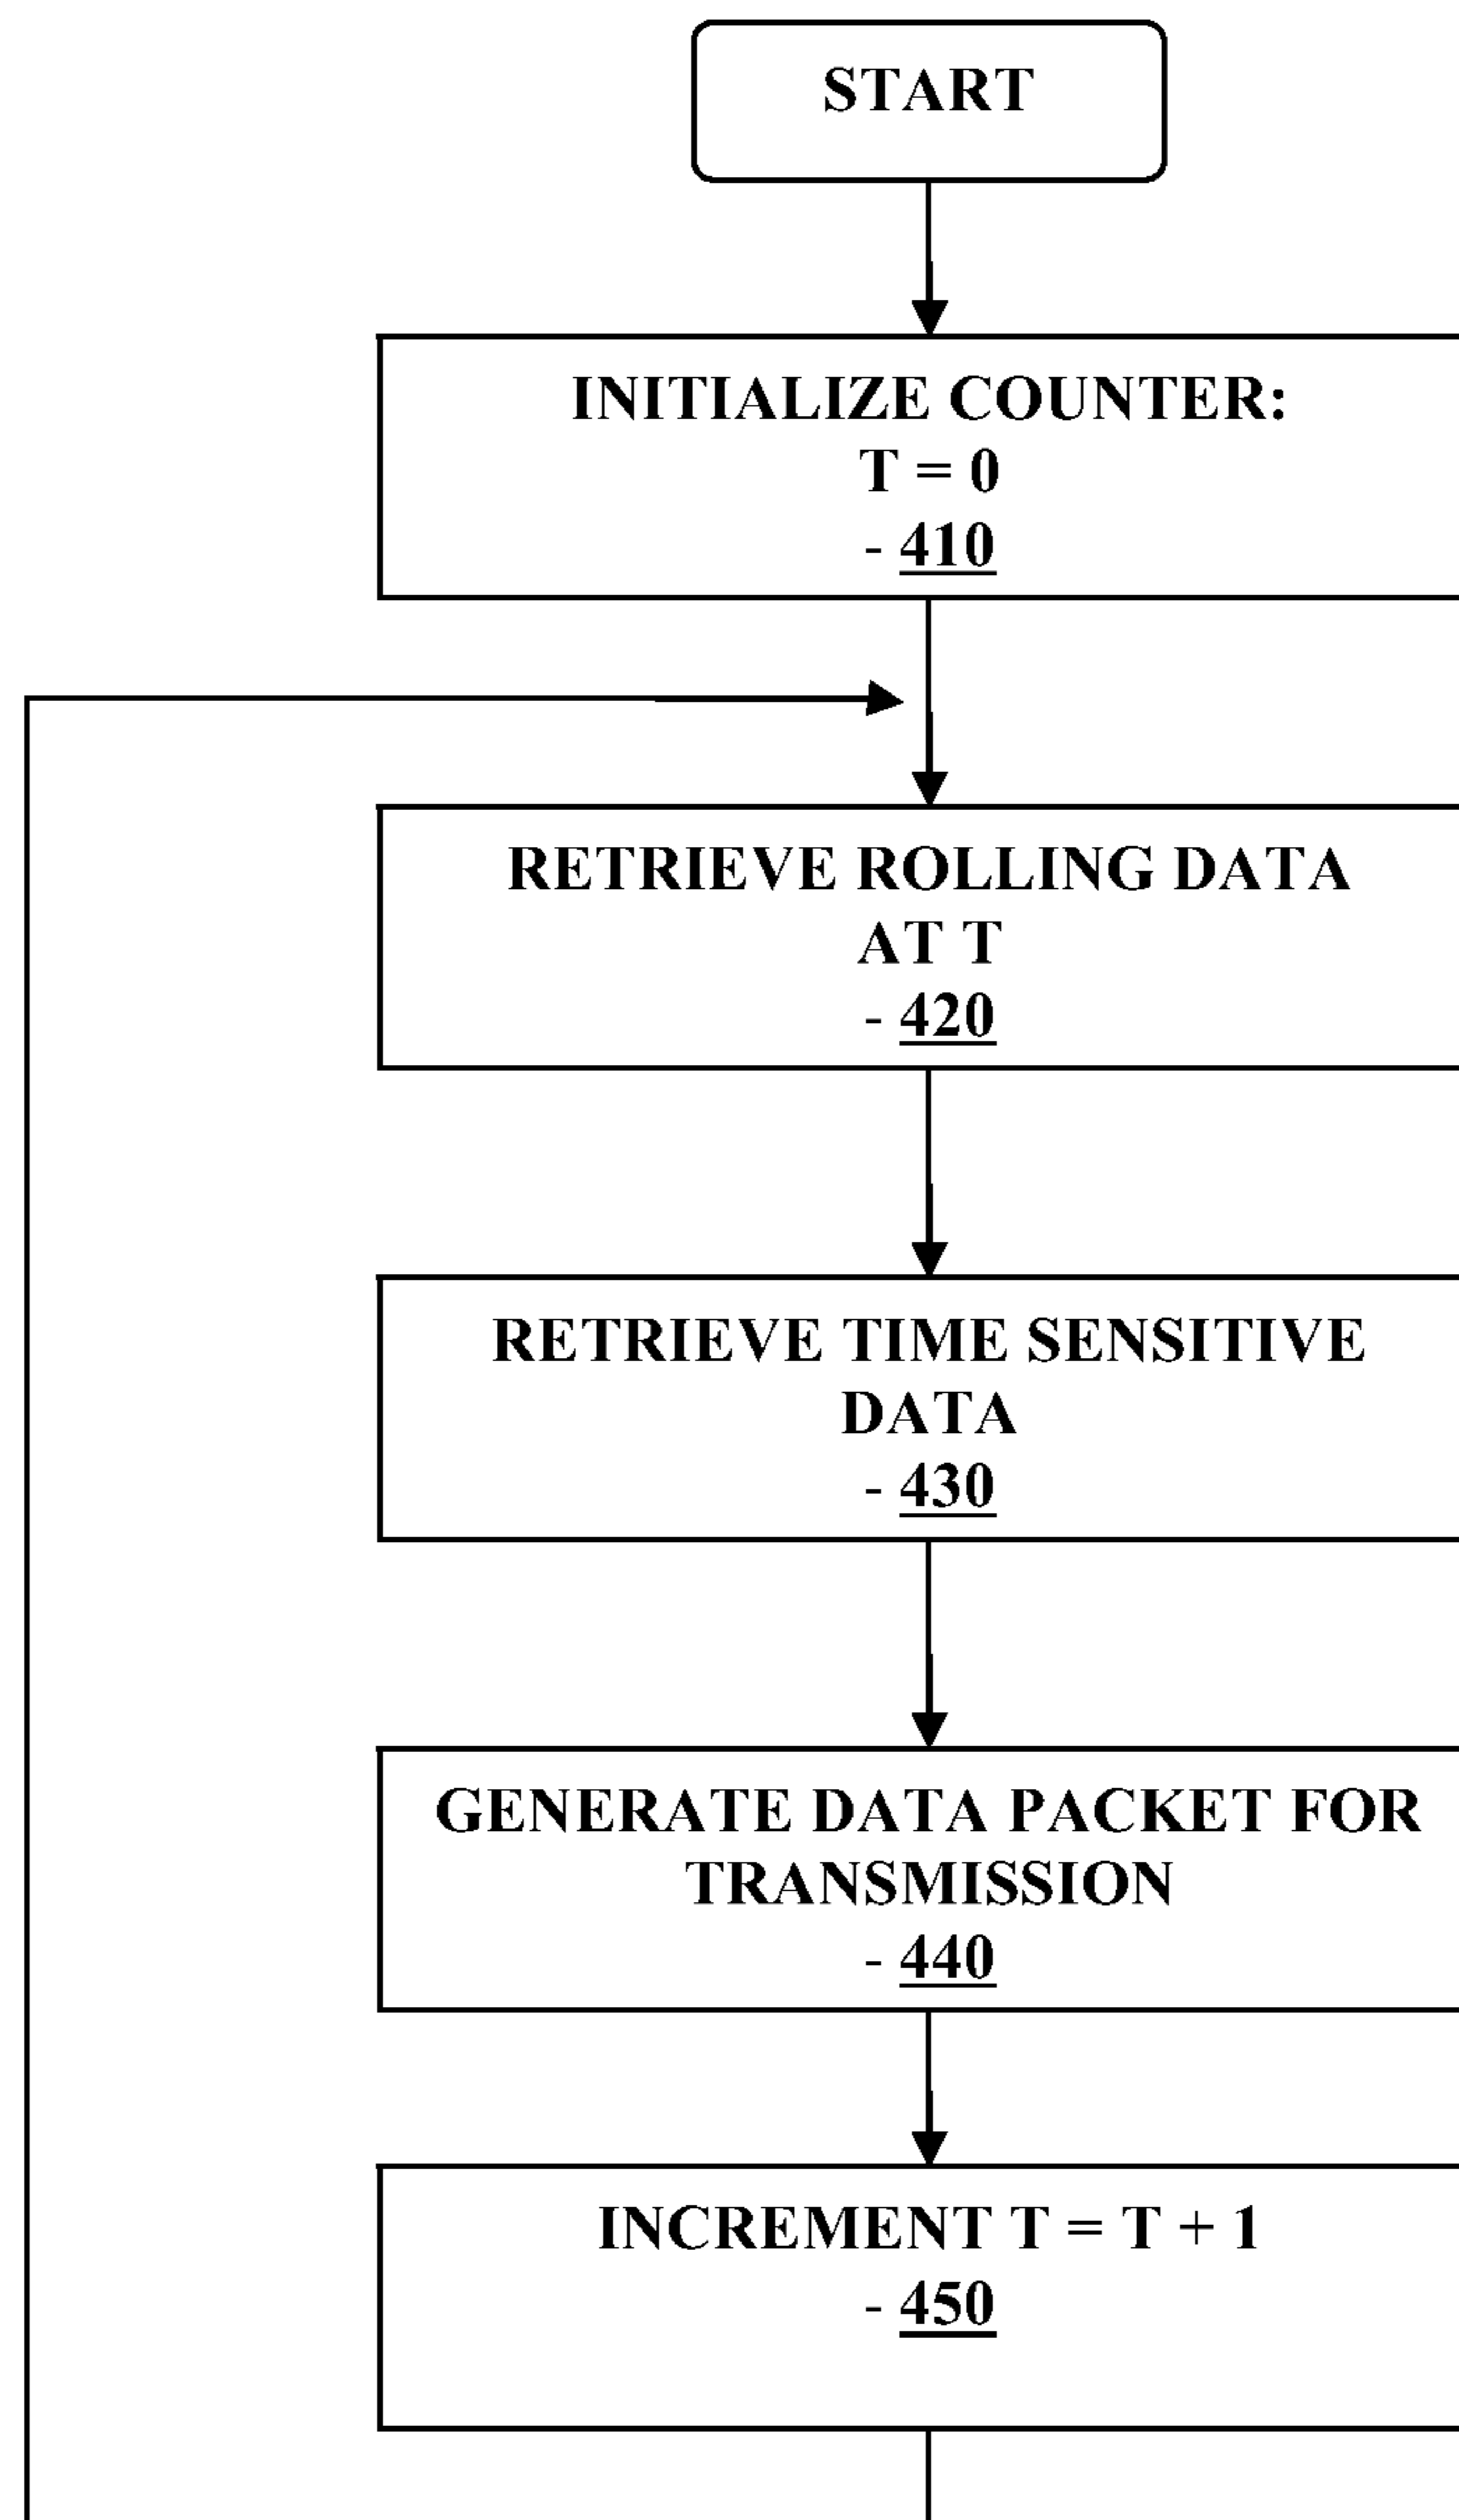 START
INITIALIZE COUNTER:
T = 0
- 410
RETRIEVE ROLLING DATA
AT T
- 420
RETRIEVE TIME SENSITIVE
DATA
- 430
GENERATE DATA PACKET FOR
TRANSMISSION
- 440
INCREMENT T = T + 1
- 450